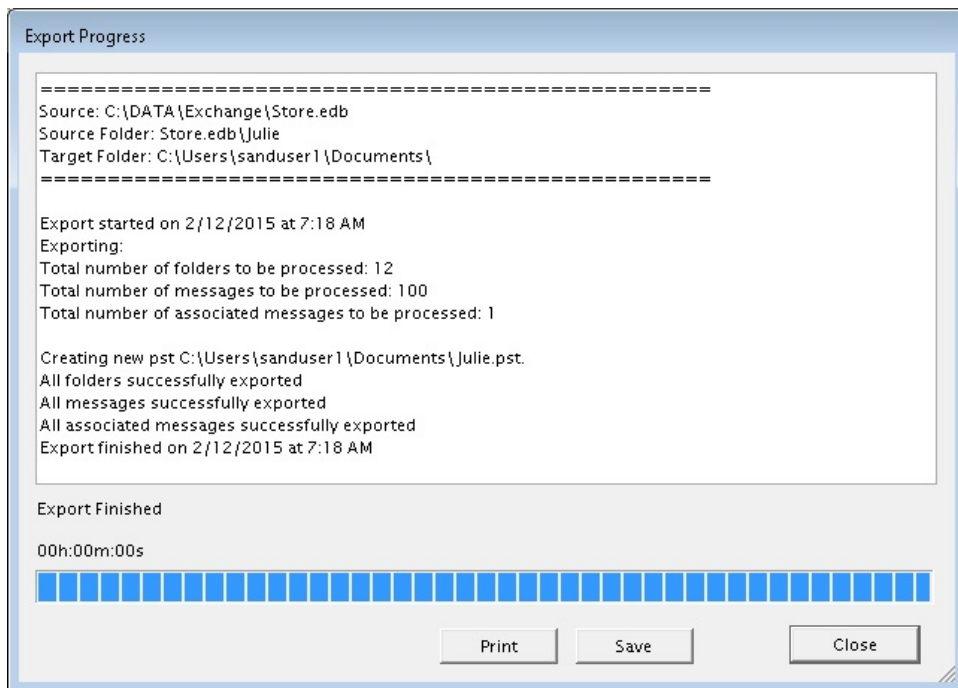 Export Progress
==================================================
Source: C:\DATA\Exchange\Store.edb
Source Folder: Store.edb\Julie
Target Folder: C:\Users\sanduser1\Documents\
==================================================
Export started on 2/12/2015 at 7:18 AM
Exporting:
Total number of folders to be processed: 12
Total number of messages to be processed: 100
Total number of associated messages to be processed: 1
Creating new pst C:\Users\sanduser1\Documents\Julie.pst.
All folders successfully exported
All messages successfully exported
All associated messages successfully exported
Export finished on 2/12/2015 at 7:18 AM
Export Finished
00h:00m:00s
Print Save Close